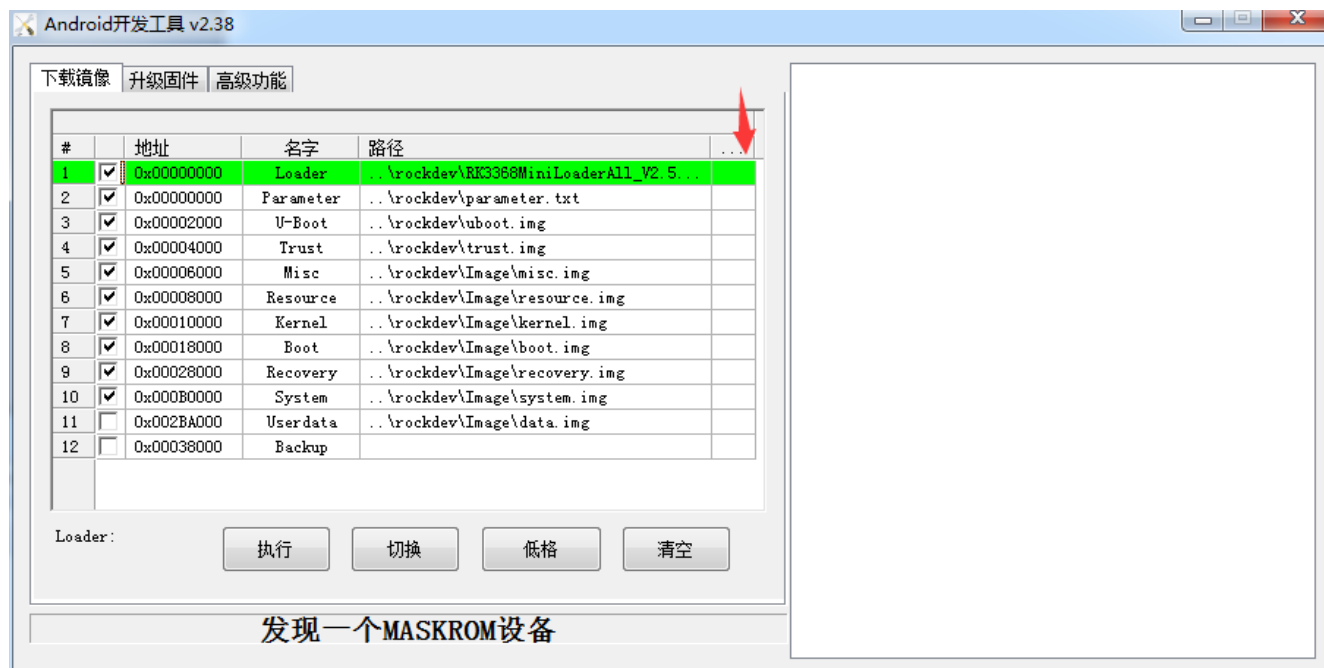 Android开发工具 v2.38
下载镜像 升级固件 高级功能
# 地址 名字 路径 ...
1 0x00000000 Loader ..\rockdev\RK3368MiniLoaderAll_V2.5...
2 0x00000000 Parameter ..\rockdev\parameter.txt
3 0x00002000 U-Boot ..\rockdev\uboot.img
4 0x00004000 Trust ..\rockdev\trust.img
5 0x00006000 Misc ..\rockdev\Image\misc.img
6 0x00008000 Resource ..\rockdev\Image\resource.img
7 0x00010000 Kernel ..\rockdev\Image\kernel.img
8 0x00018000 Boot ..\rockdev\Image\boot.img
9 0x00028000 Recovery ..\rockdev\Image\recovery.img
10 0x000B0000 System ..\rockdev\Image\system.img
11 0x002BA000 Userdata ..\rockdev\Image\data.img
12 0x00038000 Backup
Loader: 执行 切换 低格 清空
发现一个MASKROM设备